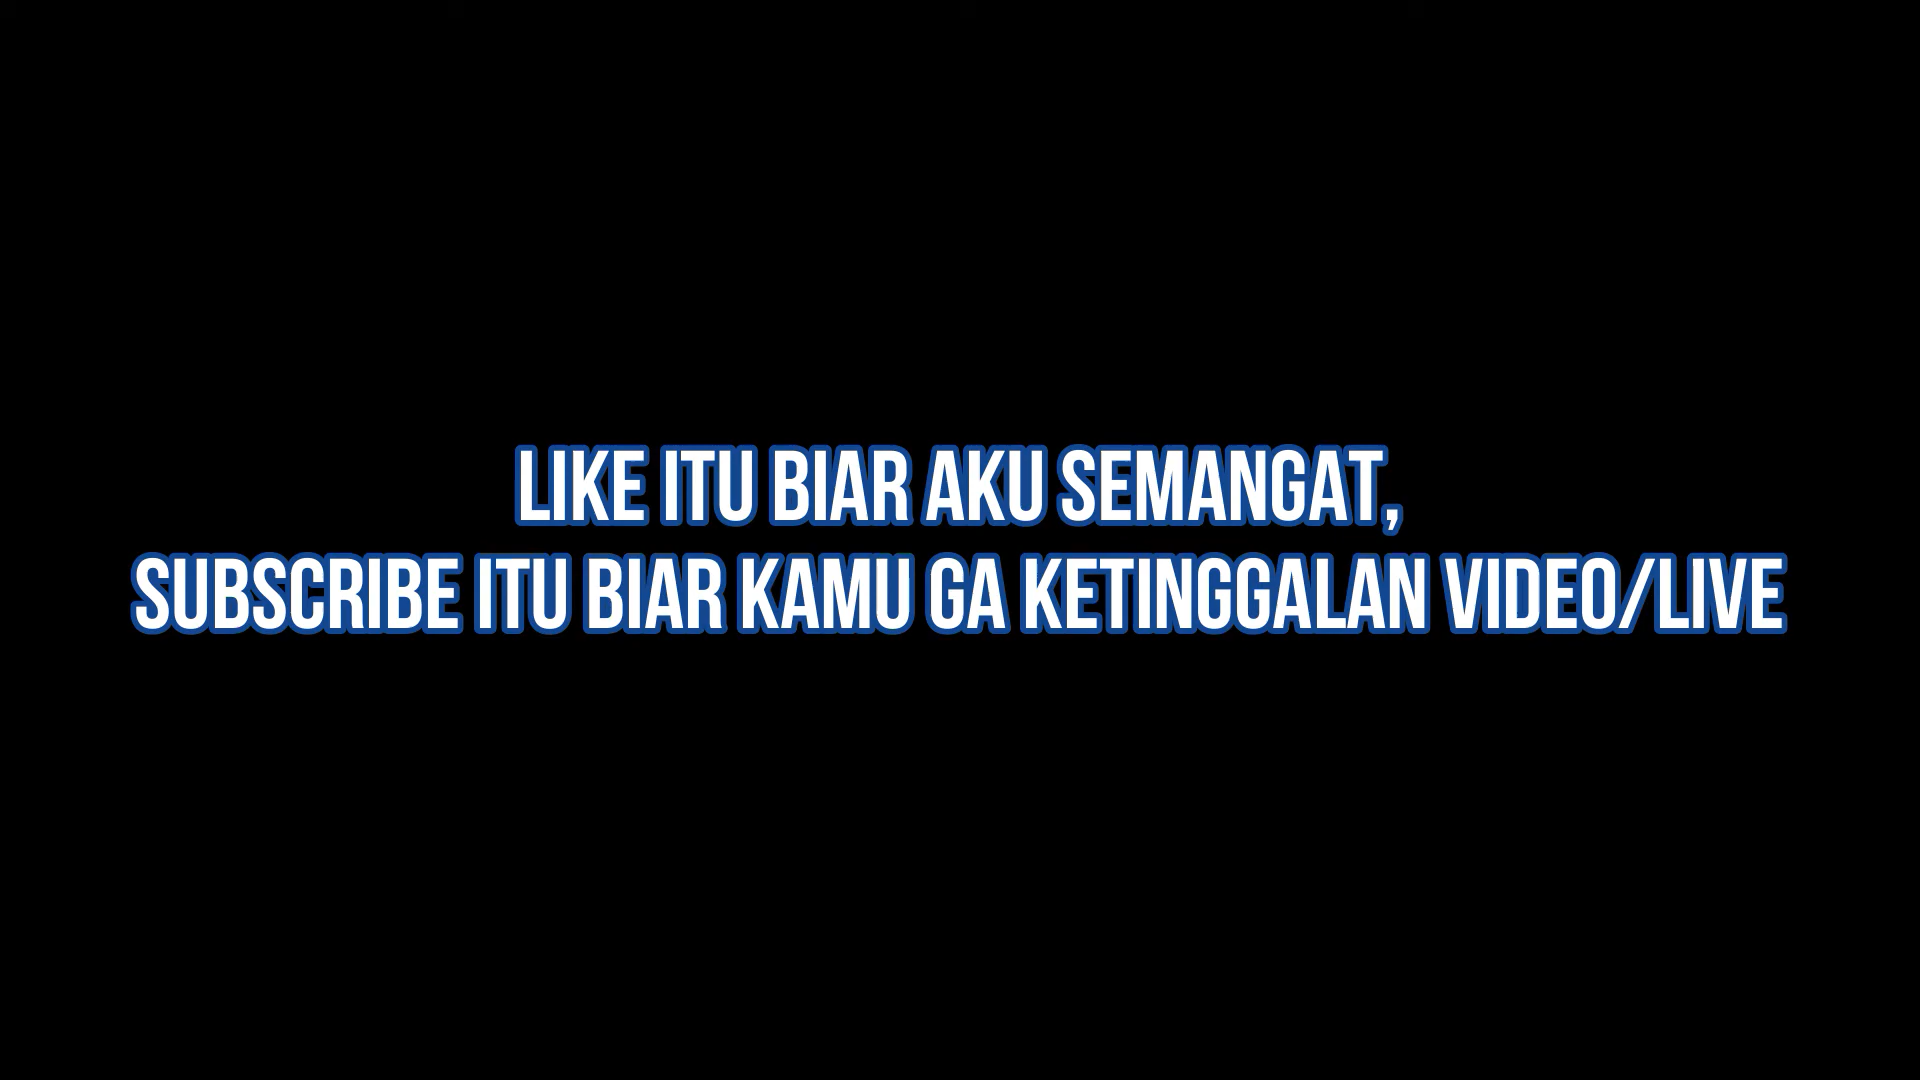 LIKE ITU BIAR AKU SEMANGAT,
SUBSCRIBE ITU BIAR KAMU GA KETINGGALAN VIDEO/LIVE